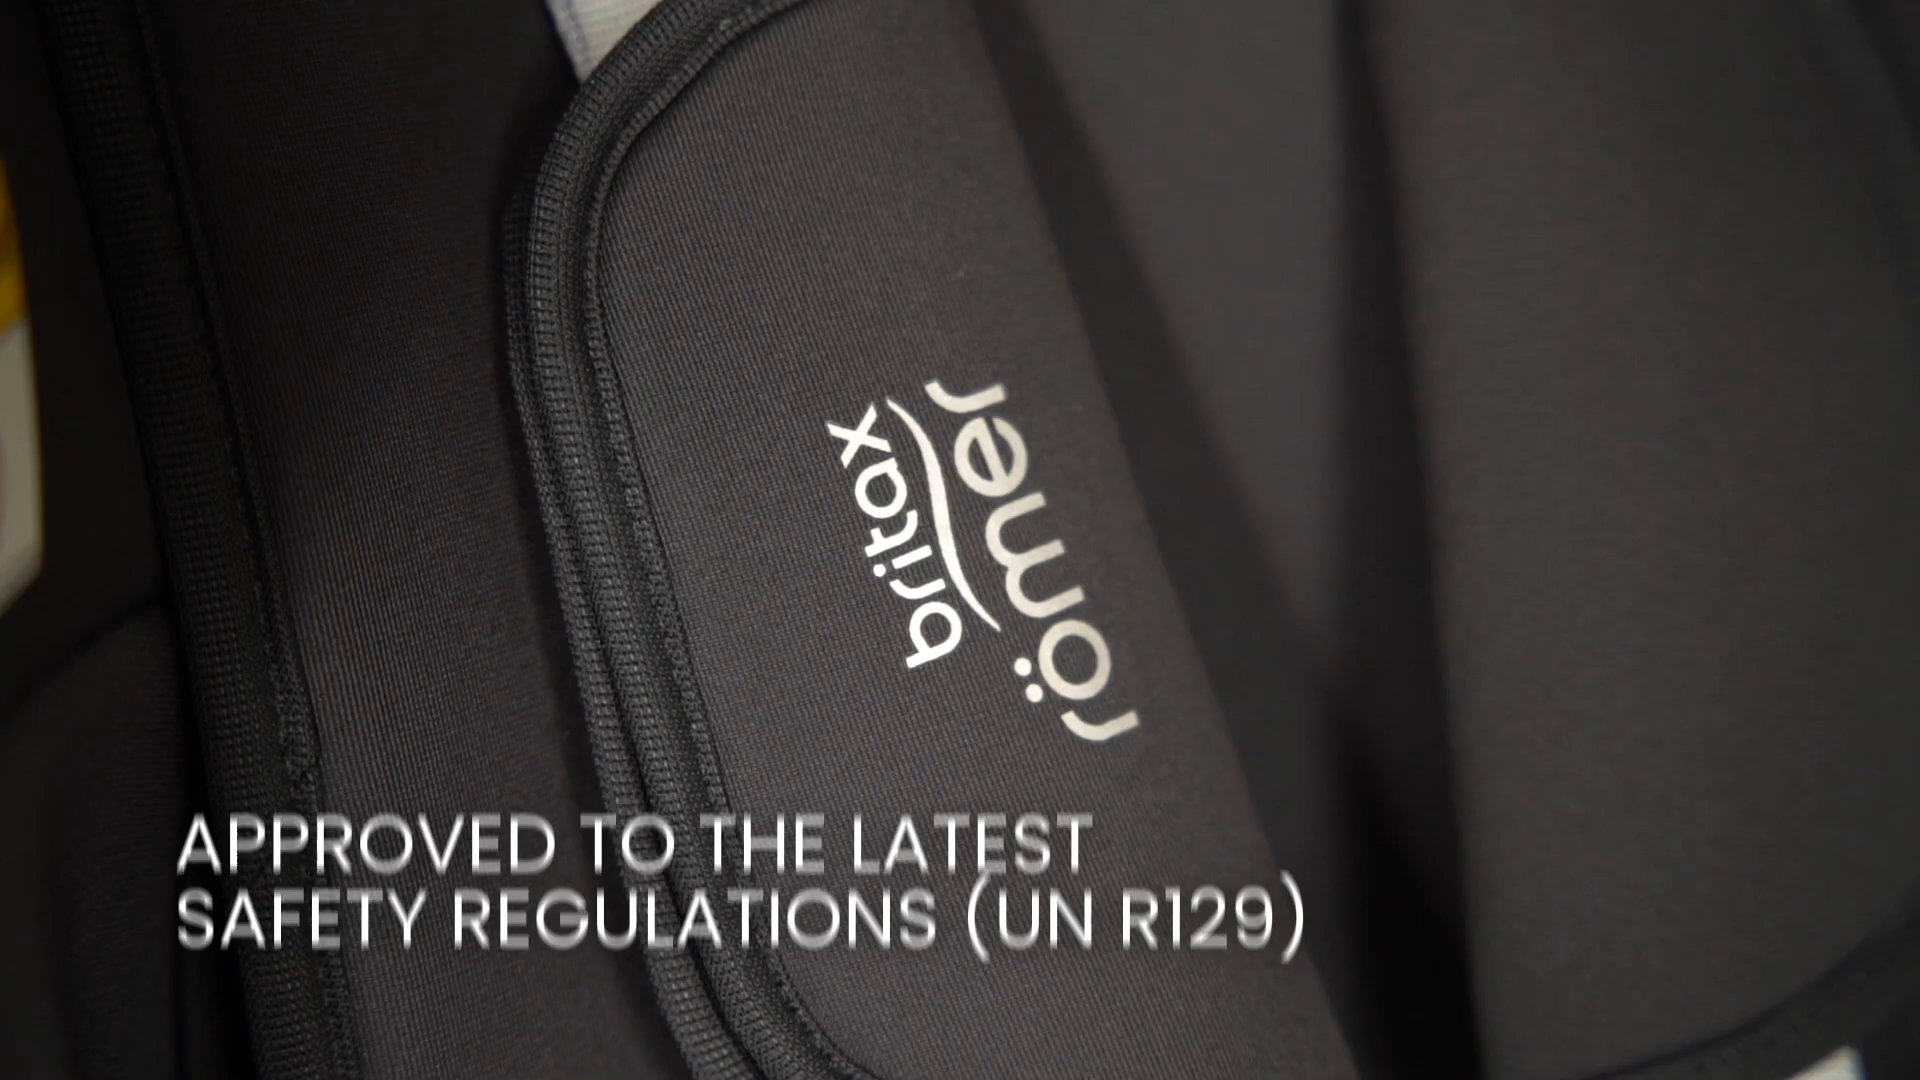 britax
römer
APPROVED TO THE LATEST
SAFETY REGULATIONS (UN R129)